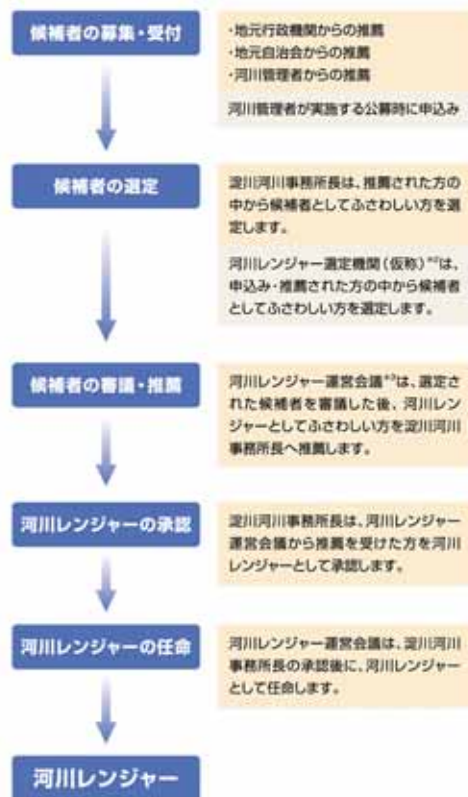 候補者の募集・受付
・地元行政機関からの推薦
・地元自治会からの推薦
・河川管理者からの推薦
河川管理者が実施する公募時に申込み
候補者の選定
淀川河川事務所長は、推薦された方の
中から候補者としてふさわしい方を選
定します。
河川レンジャー選定機関(仮称)*²は、
申込み・推薦された方の中から候補者
としてふさわしい方を選定します。
候補者の審議・推薦
河川レンジャー運営会議*³は、選定さ
れた候補者を審議した後、河川レン
ジャーとしてふさわしい方を淀川河川
事務所長へ推薦します。
河川レンジャーの承認
淀川河川事務所長は、河川レンジャー
運営会議から推薦を受けた方を河川
レンジャーとして承認します。
河川レンジャーの任命
河川レンジャー運営会議は、淀川河川
事務所長の承認後に、河川レンジャー
として任命します。
河川レンジャー